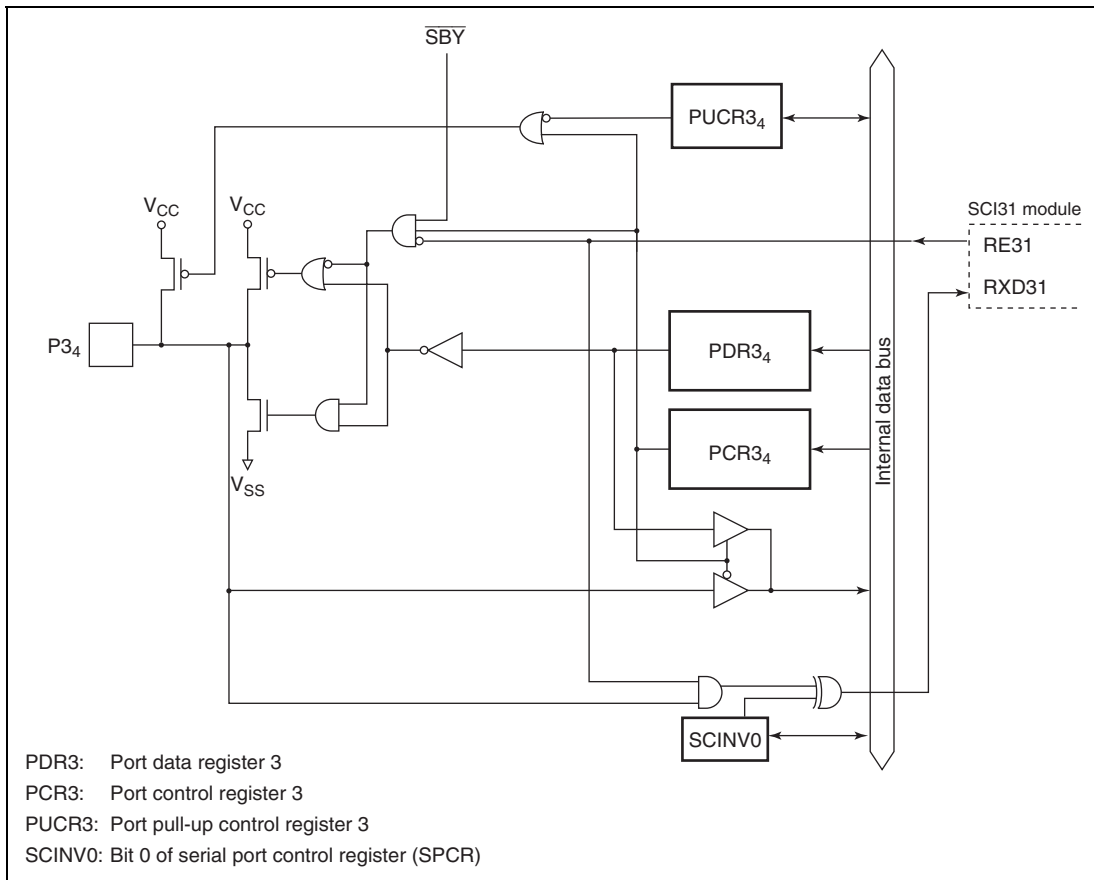 SBY
PUCR3₄
V_CC
V_CC
SCI31 module
RE31
RXD31
P3₄
PDR3₄
PCR3₄
Internal data bus
V_SS
SCINV0
PDR3: Port data register 3
PCR3: Port control register 3
PUCR3: Port pull-up control register 3
SCINV0: Bit 0 of serial port control register (SPCR)